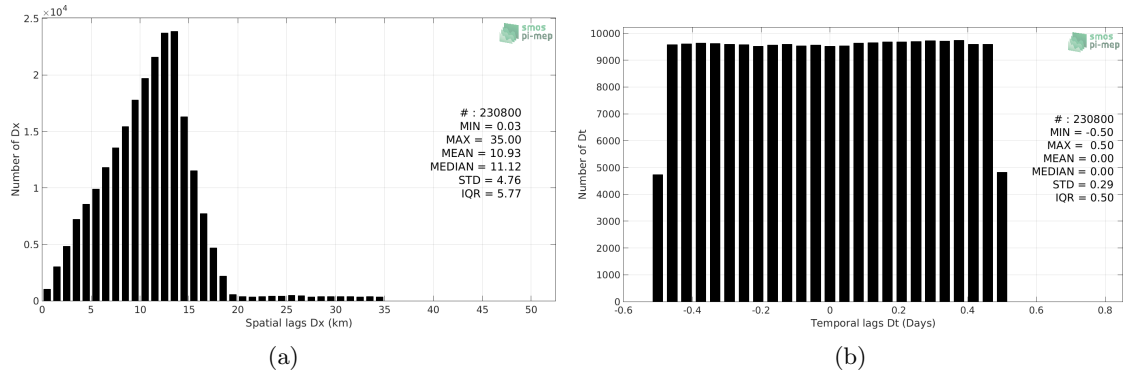 2.5 ×10⁴
2
1.5
1
0.5
0
0 5 10 15 20 25 30 35 40 45 50
Number of Dx
Spatial lags Dx (km)
smos
pi-mep
# : 230800
MIN = 0.03
MAX = 35.00
MEAN = 10.93
MEDIAN = 11.12
STD = 4.76
IQR = 5.77
(a)
10000
9000
8000
7000
6000
5000
4000
3000
2000
1000
0
-0.6 -0.4 -0.2 0 0.2 0.4 0.6 0.8
Number of Dt
Temporal lags Dt (Days)
smos
pi-mep
# : 230800
MIN = -0.50
MAX = 0.50
MEAN = 0.00
MEDIAN = 0.00
STD = 0.29
IQR = 0.50
(b)